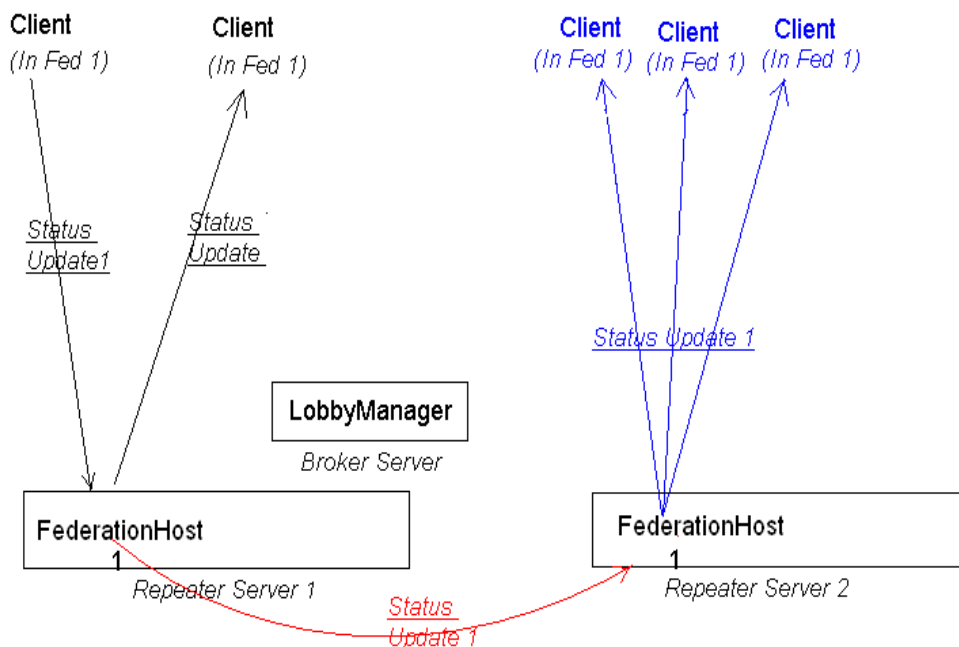 Client
Client
(In Fed 1)
(In Fed 1)
Client
Client
Client
(In Fed 1)
(In Fed 1)
(In Fed 1)
Status
Update1
Status
Update
Status Update 1
LobbyManager
Broker Server
FederationHost
1
Repeater Server 1
FederationHost
1
Repeater Server 2
Status
Update 1